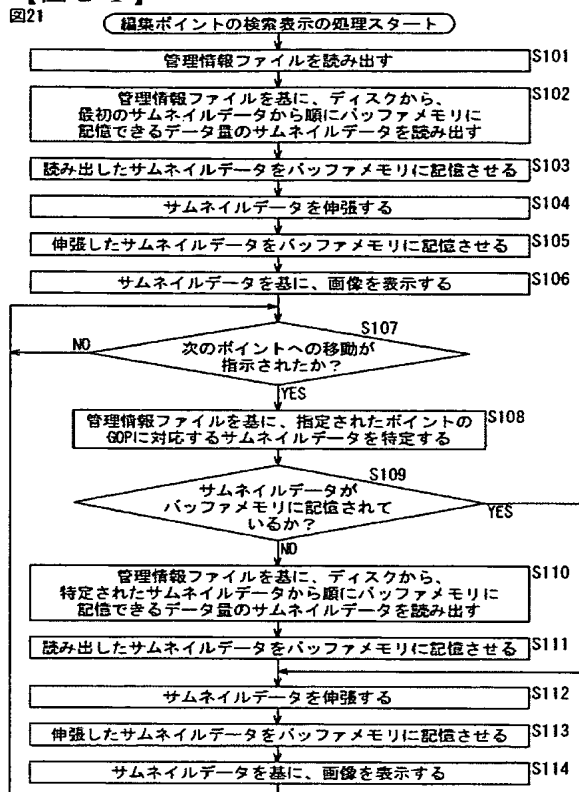 図21
編集ポイントの検索表示の処理スタート
管理情報ファイルを読み出す
S101
管理情報ファイルを基に、ディスクから、
最初のサムネイルデータから順にバッファメモリに
記憶できるデータ量のサムネイルデータを読み出す
S102
読み出したサムネイルデータをバッファメモリに記憶させる
S103
サムネイルデータを伸張する
S104
伸張したサムネイルデータをバッファメモリに記憶させる
S105
サムネイルデータを基に、画像を表示する
S106
S107
次のポイントへの移動が
指示されたか?
NO
YES
管理情報ファイルを基に、指定されたポイントの
GOPに対応するサムネイルデータを特定する
S108
S109
サムネイルデータが
バッファメモリに記憶されて
いるか?
YES
NO
管理情報ファイルを基に、ディスクから、
特定されたサムネイルデータから順にバッファメモリに
記憶できるデータ量のサムネイルデータを読み出す
S110
読み出したサムネイルデータをバッファメモリに記憶させる
S111
サムネイルデータを伸張する
S112
伸張したサムネイルデータをバッファメモリに記憶させる
S113
サムネイルデータを基に、画像を表示する
S114